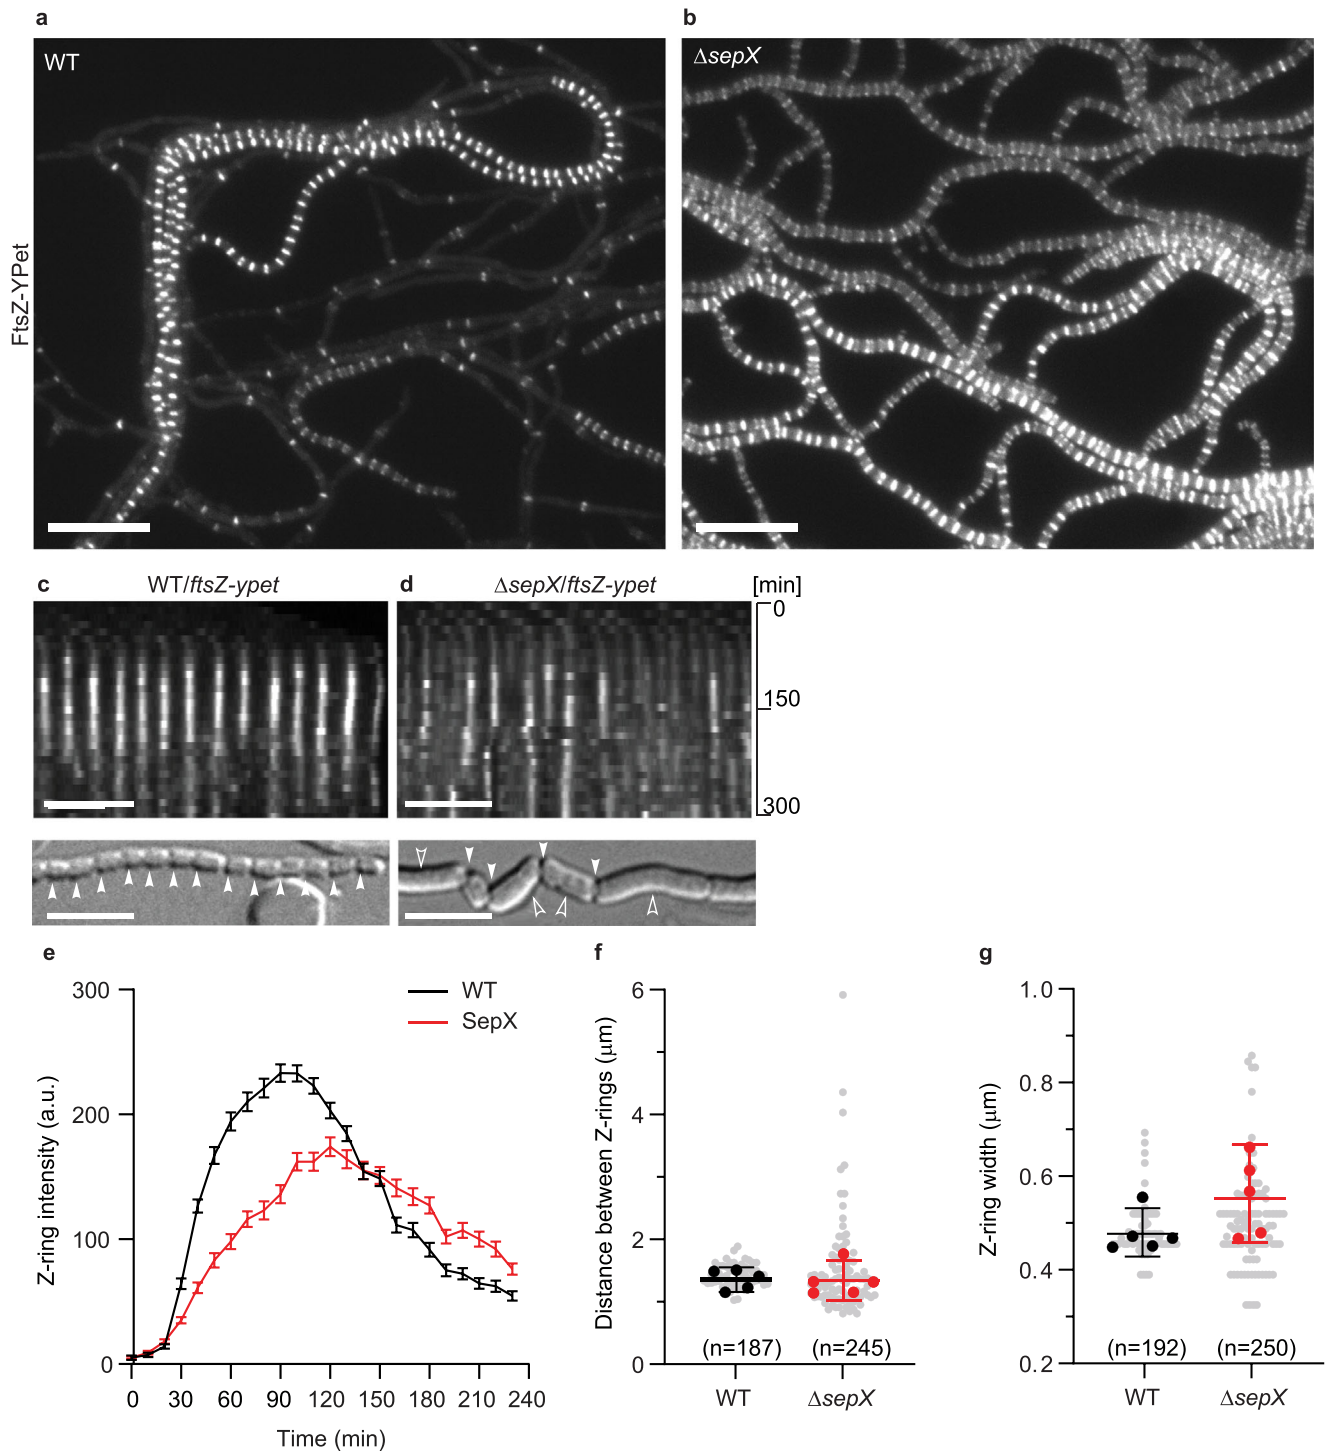 a
b
WT
ΔsepX
FtsZ-YPet
c
WT/ftsZ-ypet
d
ΔsepX/ftsZ-ypet
[min]
0
150
300
e
300
200
100
0
Z-ring intensity (a.u.)
WT
SepX
0 30 60 90 120 150 180 210 240
Time (min)
f
6
4
2
0
Distance between Z-rings (μm)
(n=187) (n=245)
WT ΔsepX
g
1.0
0.8
0.6
0.4
0.2
Z-ring width (μm)
(n=192) (n=250)
WT ΔsepX